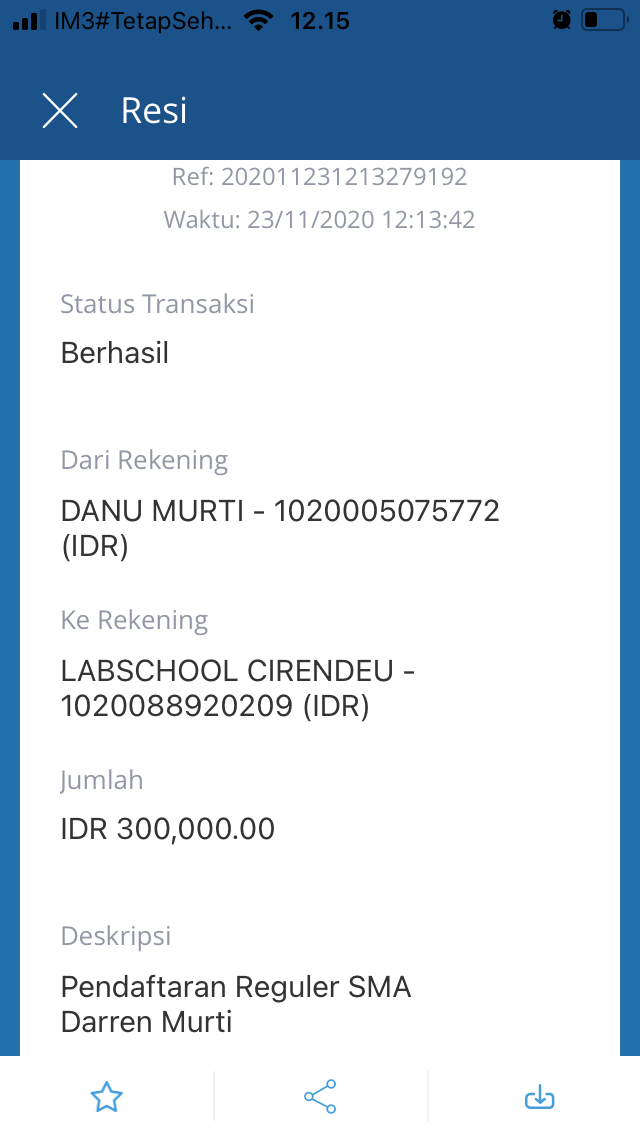 IM3#TetapSeh... 12.15
Resi
Ref: 202011231213279192
Waktu: 23/11/2020 12:13:42
Status Transaksi
Berhasil
Dari Rekening
DANU MURTI - 1020005075772
(IDR)
Ke Rekening
LABSCHOOL CIRENDEU -
1020088920209 (IDR)
Jumlah
IDR 300,000.00
Deskripsi
Pendaftaran Reguler SMA
Darren Murti